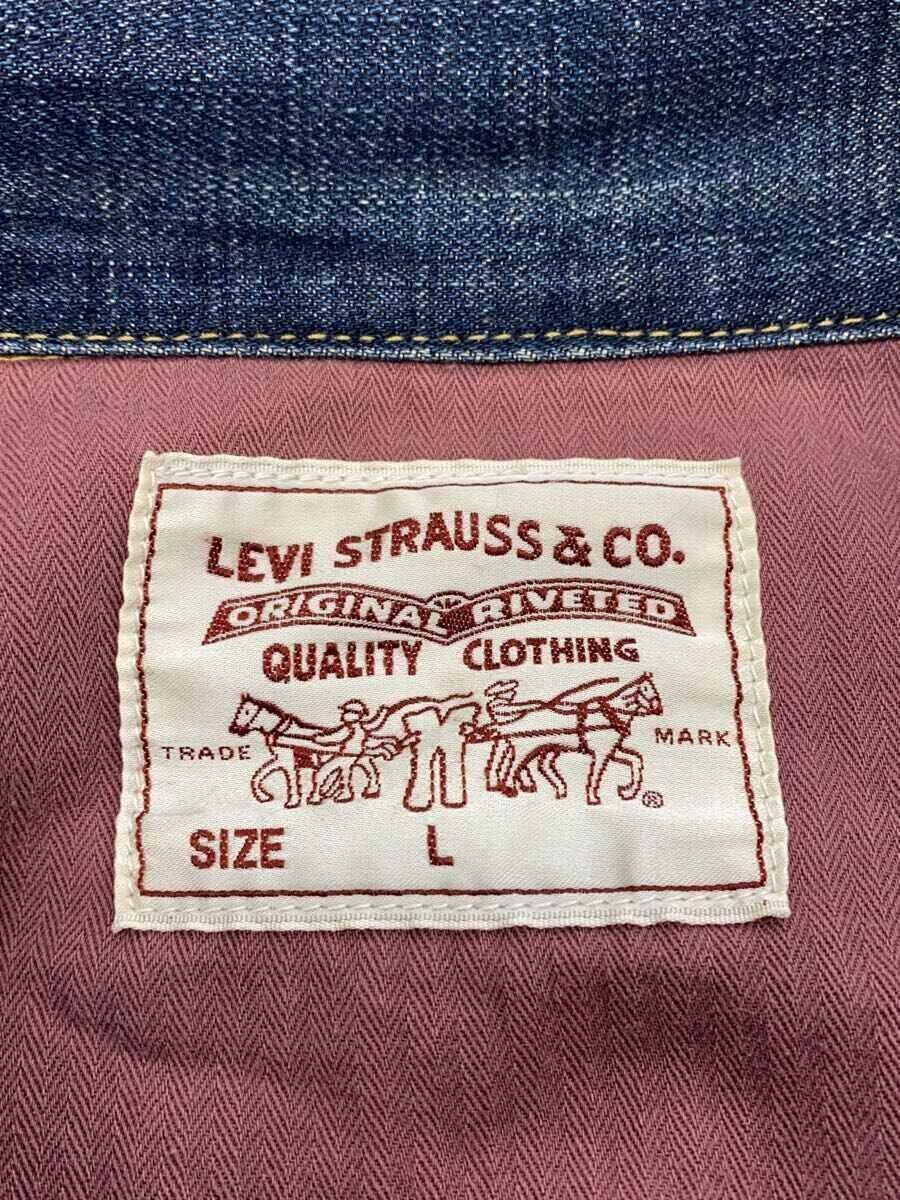 LEVI STRAUSS & CO.
ORIGINAL RIVETED
QUALITY CLOTHING
TRADE MARK
®
SIZE L